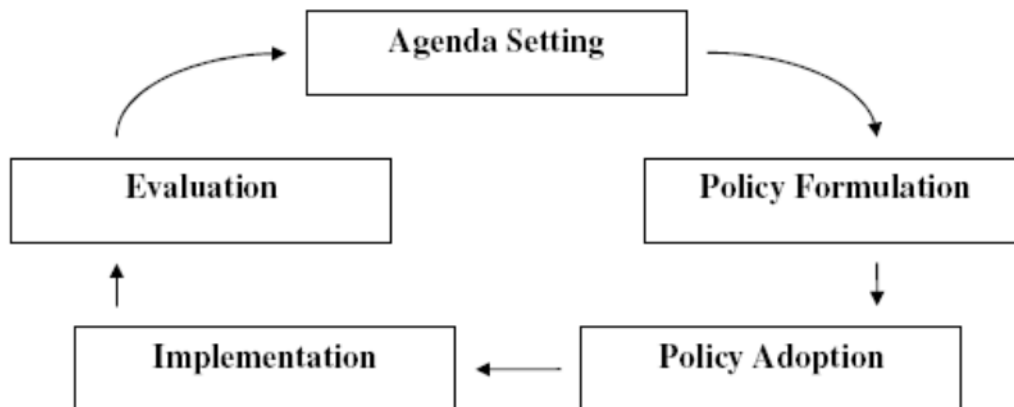 Agenda Setting
Evaluation
Policy Formulation
Implementation
Policy Adoption